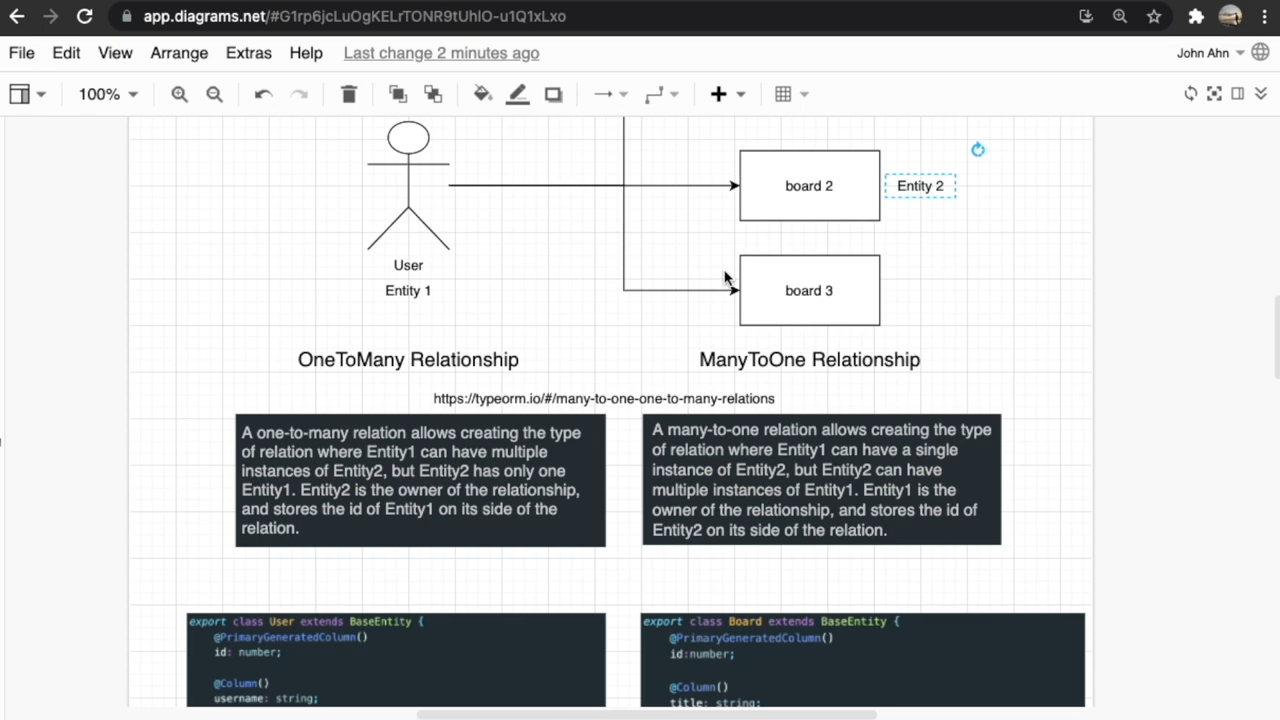 app.diagrams.net/#G1rp6jcLuOgKELrTONR9tUhlO-u1Q1xLxo
File Edit View Arrange Extras Help Last change 2 minutes ago
John Ahn
100%
board 2
Entity 2
User
Entity 1
board 3
OneToMany Relationship
ManyToOne Relationship
https://typeorm.io/#/many-to-one-one-to-many-relations
A one-to-many relation allows creating the type
of relation where Entity1 can have multiple
instances of Entity2, but Entity2 has only one
Entity1. Entity2 is the owner of the relationship,
and stores the id of Entity1 on its side of the
relation.
A many-to-one relation allows creating the type
of relation where Entity1 can have a single
instance of Entity2, but Entity2 can have
multiple instances of Entity1. Entity1 is the
owner of the relationship, and stores the id of
Entity2 on its side of the relation.
export class User extends BaseEntity {
@PrimaryGeneratedColumn()
id: number;
@Column()
username: string;
export class Board extends BaseEntity {
@PrimaryGeneratedColumn()
id:number;
@Column()
title: string;